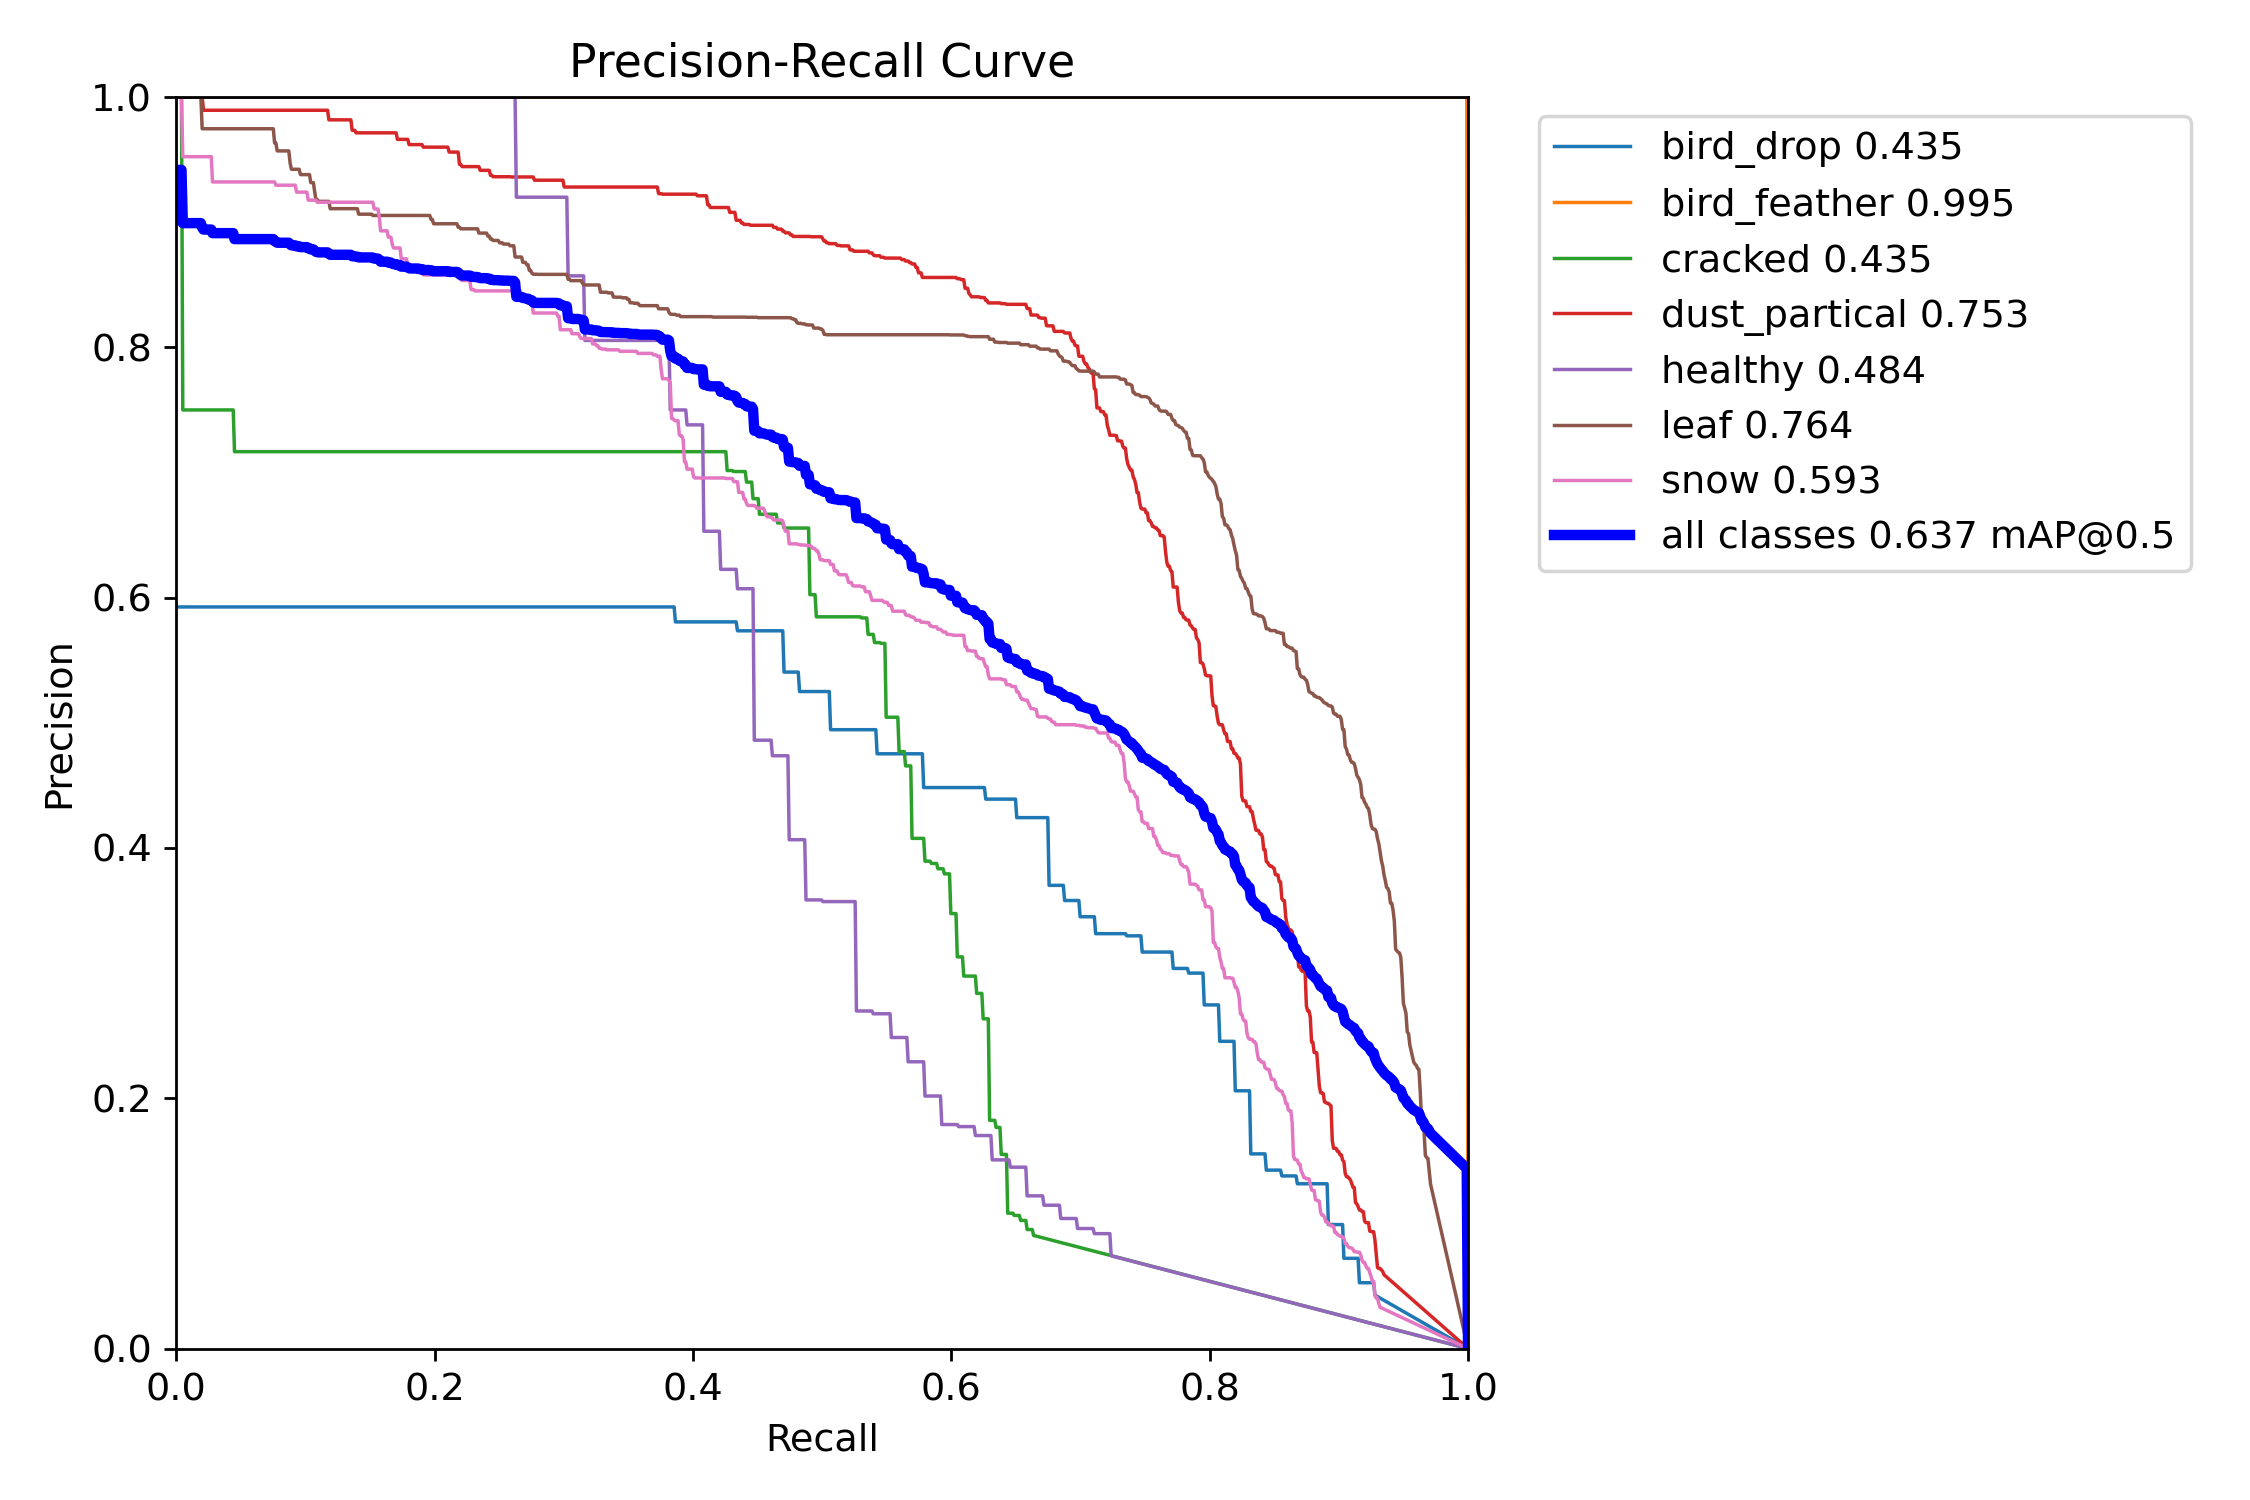 Precision-Recall Curve
1.0
0.8
0.6
0.4
0.2
0.0
Precision
0.0 0.2 0.4 0.6 0.8 1.0
Recall
bird_drop 0.435
bird_feather 0.995
cracked 0.435
dust_partical 0.753
healthy 0.484
leaf 0.764
snow 0.593
all classes 0.637 mAP@0.5